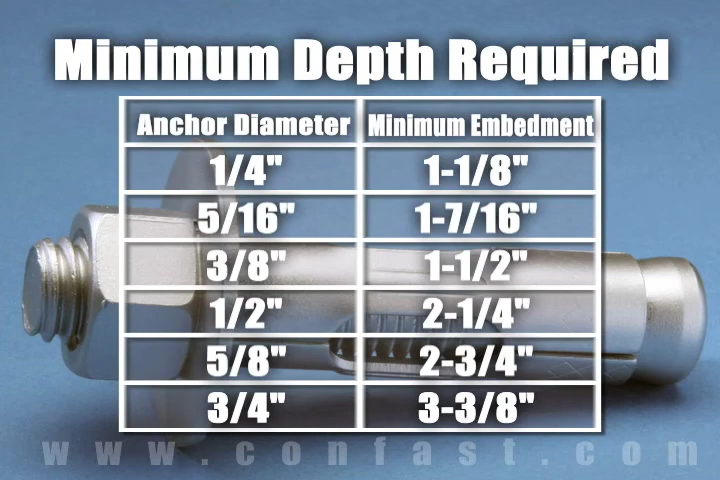 Minimum Depth Required
Anchor Diameter Minimum Embedment
1/4" 1-1/8"
5/16" 1-7/16"
3/8" 1-1/2"
1/2" 2-1/4"
5/8" 2-3/4"
3/4" 3-3/8"
www.confast.com